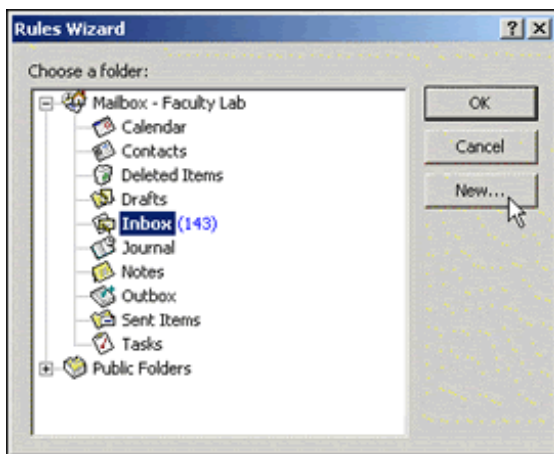 Rules Wizard
Choose a folder:
Mailbox - Faculty Lab
Calendar
Contacts
Deleted Items
Drafts
Inbox (143)
Journal
Notes
Outbox
Sent Items
Tasks
Public Folders
OK
Cancel
New...